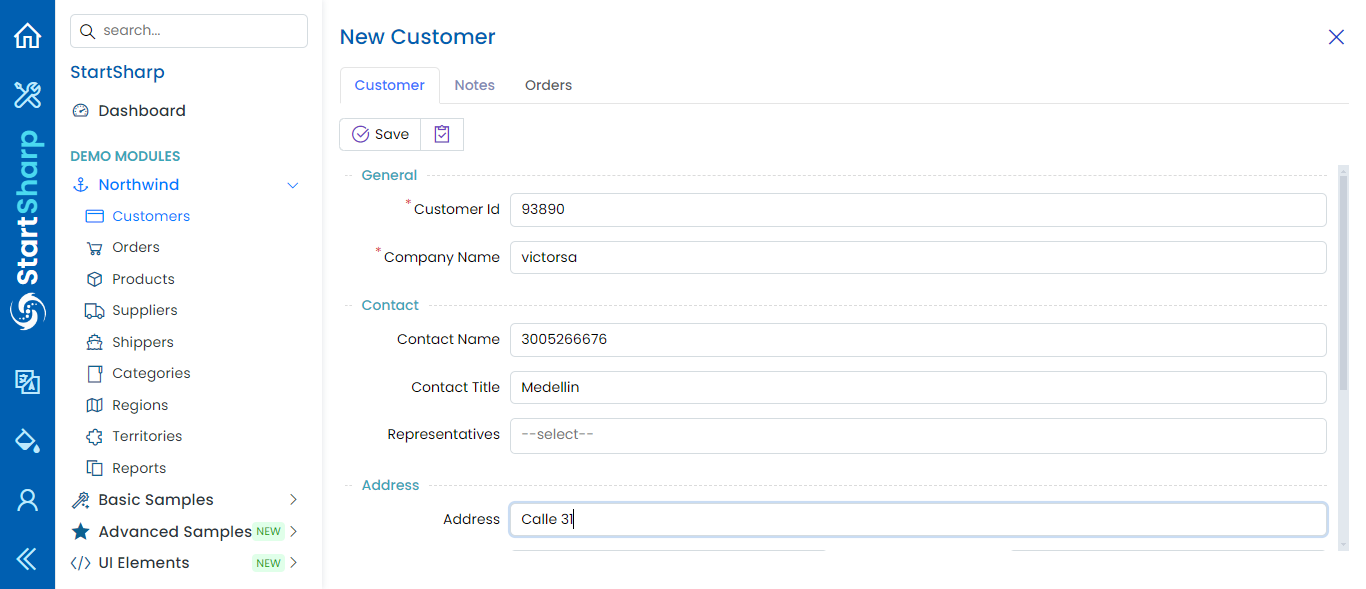 StartSharp
search...
StartSharp
Dashboard
DEMO MODULES
Northwind
Customers
Orders
Products
Suppliers
Shippers
Categories
Regions
Territories
Reports
Basic Samples
Advanced Samples NEW
UI Elements NEW
New Customer
Customer Notes Orders
Save
General
* Customer Id 93890
* Company Name victorsa
Contact
Contact Name 3005266676
Contact Title Medellin
Representatives --select--
Address
Address Calle 31